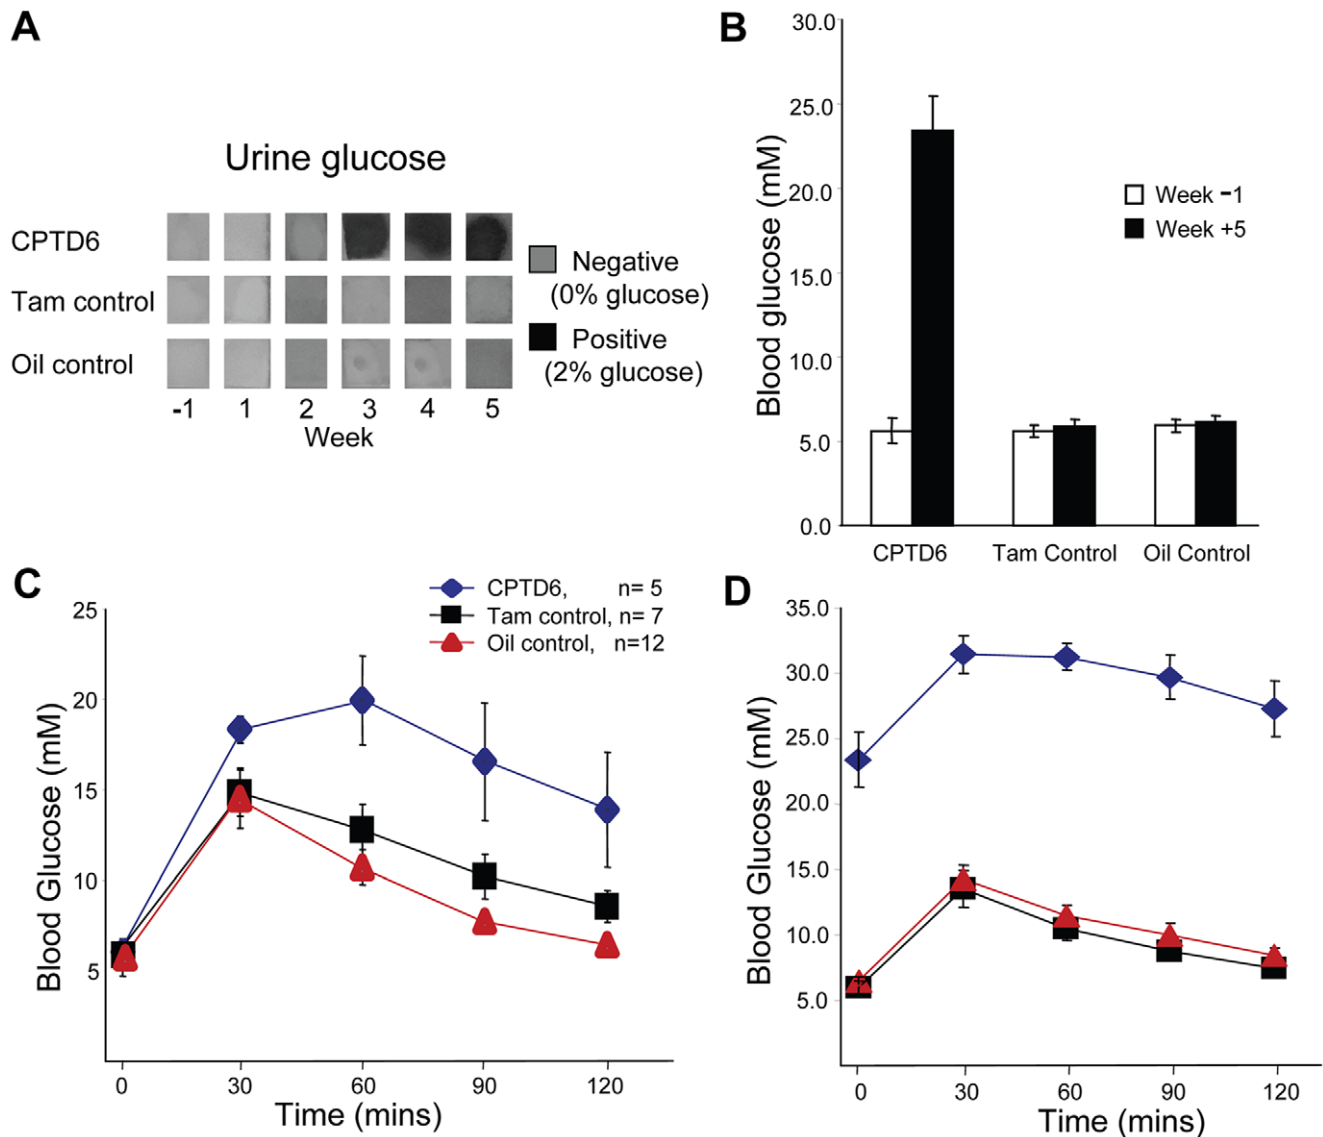 A
Urine glucose
CPTD6
Tam control
Oil control
-1 1 2 3 4 5
Week
Negative
(0% glucose)
Positive
(2% glucose)
B
30.0
25.0
20.0
15.0
10.0
5.0
0.0
Blood glucose (mM)
Week -1
Week +5
CPTD6 Tam Control Oil Control
C
CPTD6, n= 5
Tam control, n= 7
Oil control, n=12
25
20
15
10
5
Blood Glucose (mM)
0 30 60 90 120
Time (mins)
D
35.0
30.0
25.0
20.0
15.0
10.0
5.0
Blood Glucose (mM)
0 30 60 90 120
Time (mins)